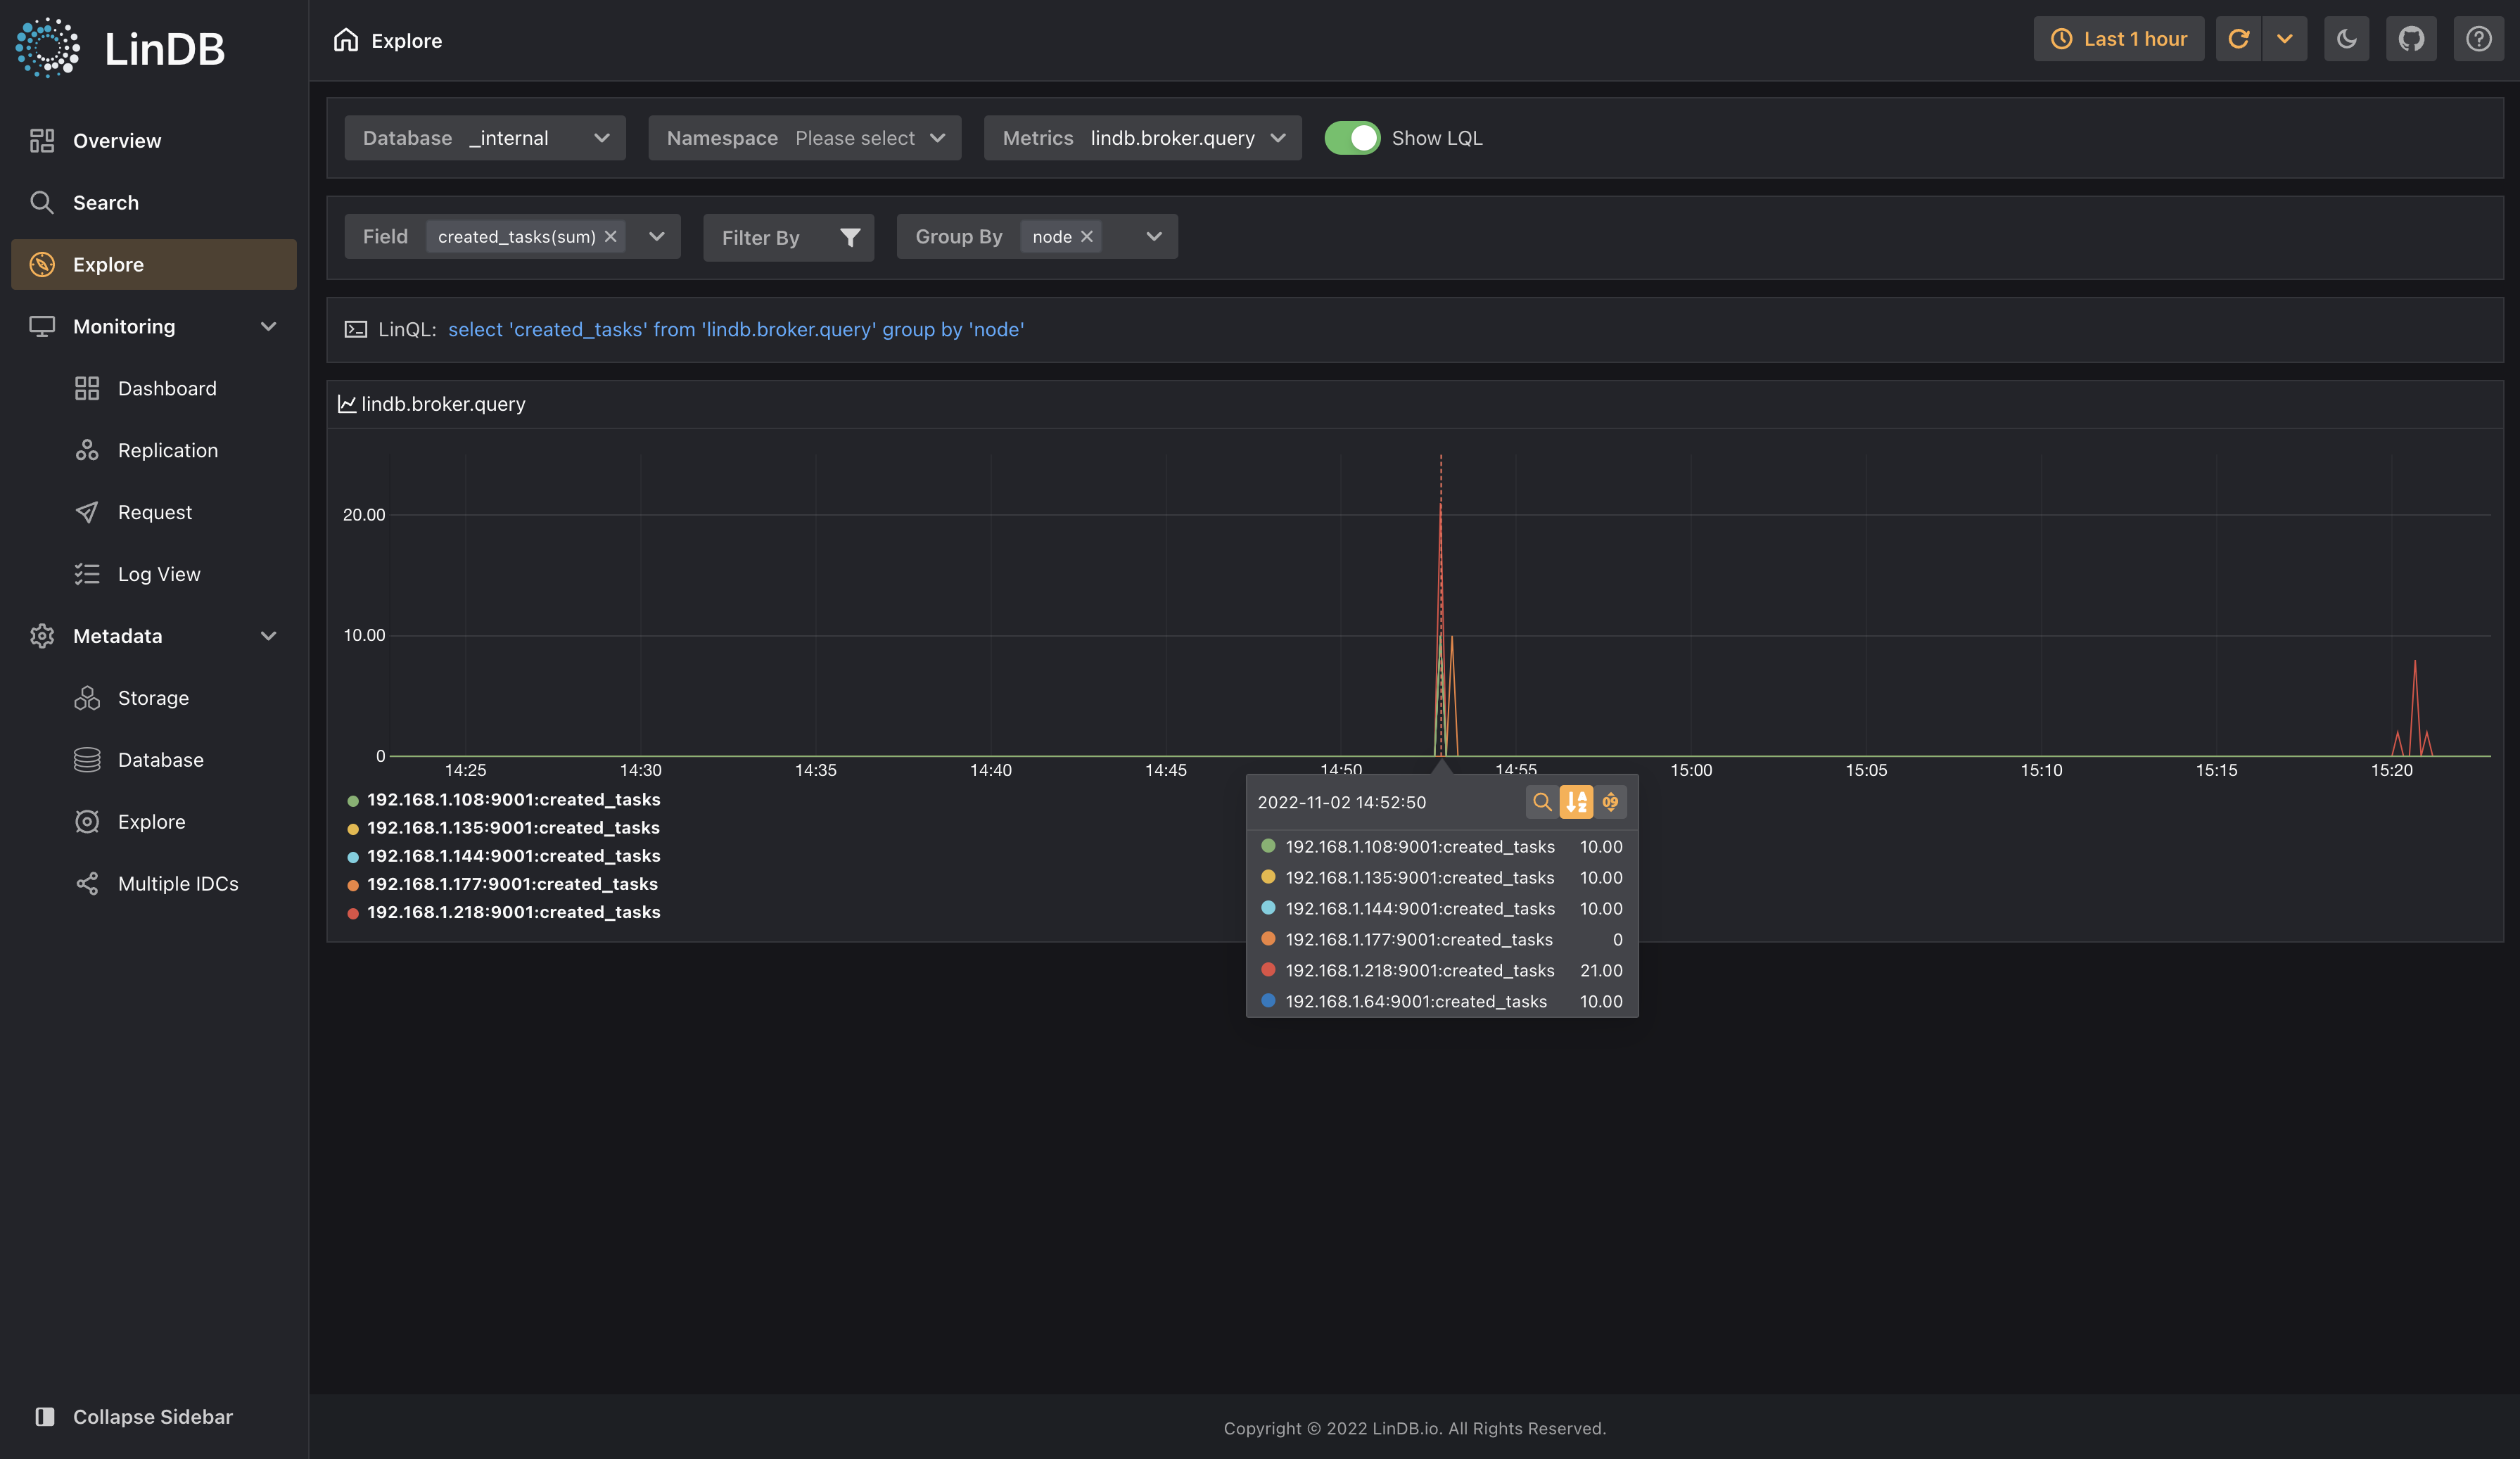 LinDB
Overview
Search
Explore
Monitoring
Dashboard
Replication
Request
Log View
Metadata
Storage
Database
Explore
Multiple IDCs
Collapse Sidebar
Explore
Last 1 hour
Database _internal
Namespace Please select
Metrics lindb.broker.query
Show LQL
Field created_tasks(sum)
Filter By
Group By node
LinQL: select 'created_tasks' from 'lindb.broker.query' group by 'node'
lindb.broker.query
20.00
10.00
0
14:25 14:30 14:35 14:40 14:45 14:50 14:55 15:00 15:05 15:10 15:15 15:20
192.168.1.108:9001:created_tasks
192.168.1.135:9001:created_tasks
192.168.1.144:9001:created_tasks
192.168.1.177:9001:created_tasks
192.168.1.218:9001:created_tasks
2022-11-02 14:52:50
AZ
09
192.168.1.108:9001:created_tasks 10.00
192.168.1.135:9001:created_tasks 10.00
192.168.1.144:9001:created_tasks 10.00
192.168.1.177:9001:created_tasks 0
192.168.1.218:9001:created_tasks 21.00
192.168.1.64:9001:created_tasks 10.00
Copyright © 2022 LinDB.io. All Rights Reserved.